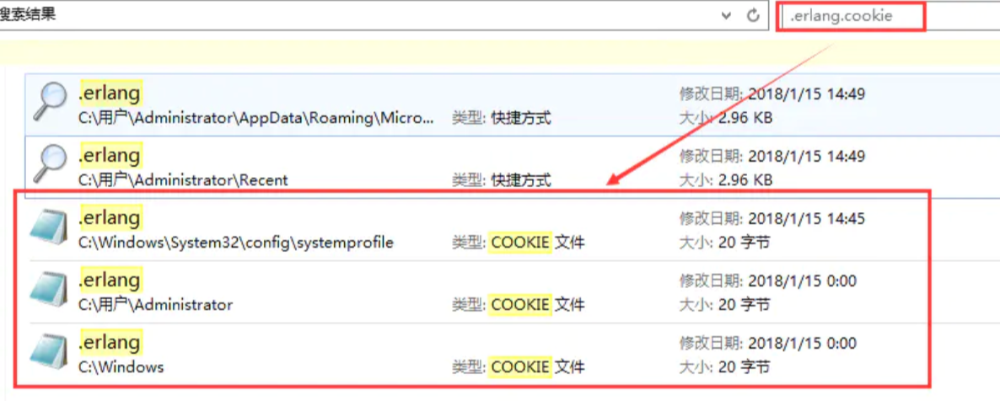 搜索结果
.erlang.cookie
.erlang
修改日期: 2018/1/15 14:49
C:\用户\Administrator\AppData\Roaming\Micro... 类型: 快捷方式 大小: 2.96 KB
.erlang
修改日期: 2018/1/15 14:49
C:\用户\Administrator\Recent 类型: 快捷方式 大小: 2.96 KB
.erlang
修改日期: 2018/1/15 14:45
C:\Windows\System32\config\systemprofile 类型: COOKIE 文件 大小: 20 字节
.erlang
修改日期: 2018/1/15 0:00
C:\用户\Administrator 类型: COOKIE 文件 大小: 20 字节
.erlang
修改日期: 2018/1/15 0:00
C:\Windows 类型: COOKIE 文件 大小: 20 字节